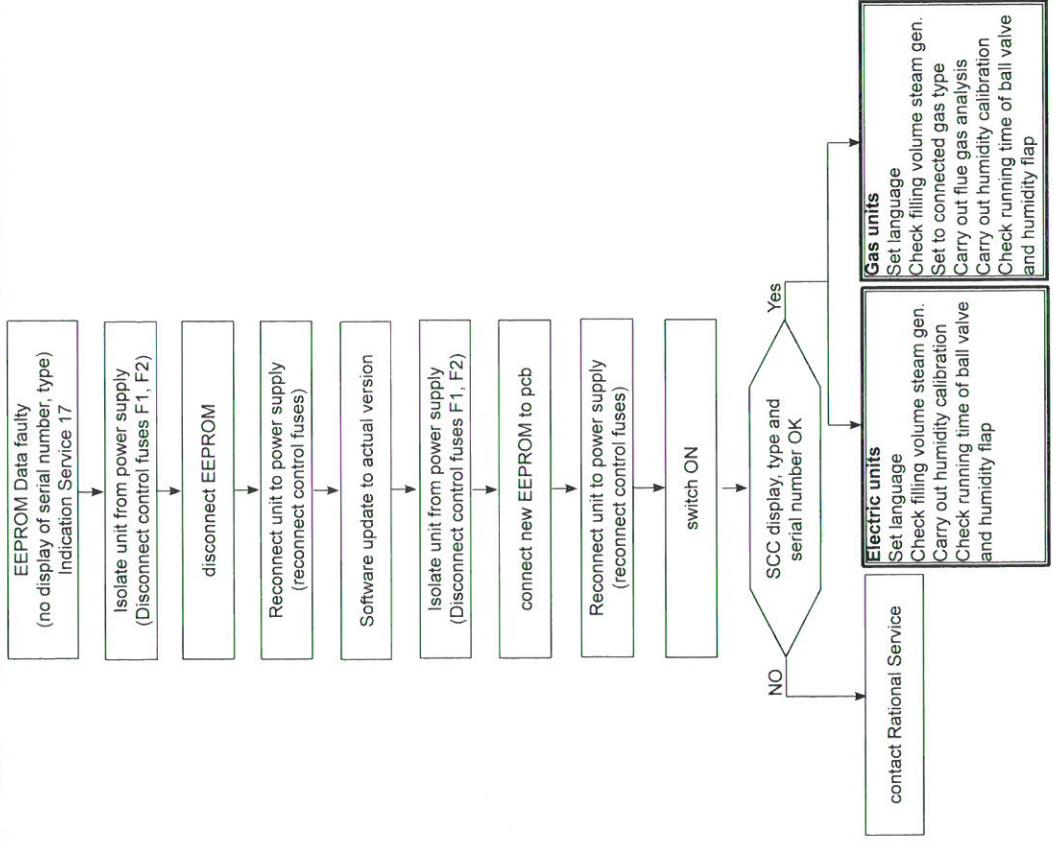 EEPROM Data faulty
(no display of serial number, type)
Indication Service 17
Isolate unit from power supply
(Disconnect control fuses F1, F2)
disconnect EEPROM
Reconnect unit to power supply
(reconnect control fuses)
Software update to actual version
Isolate unit from power supply
(Disconnect control fuses F1, F2)
connect new EEPROM to pcb
Reconnect unit to power supply
(reconnect control fuses)
switch ON
SCC display, type and
serial number OK
NO
Yes
contact Rational Service
Electric units
Set language
Check filling volume steam gen.
Carry out humidity calibration
Check running time of ball valve
and humidity flap
Gas units
Set language
Check filling volume steam gen.
Set to connected gas type
Carry out flue gas analysis
Carry out humidity calibration
Check running time of ball valve
and humidity flap